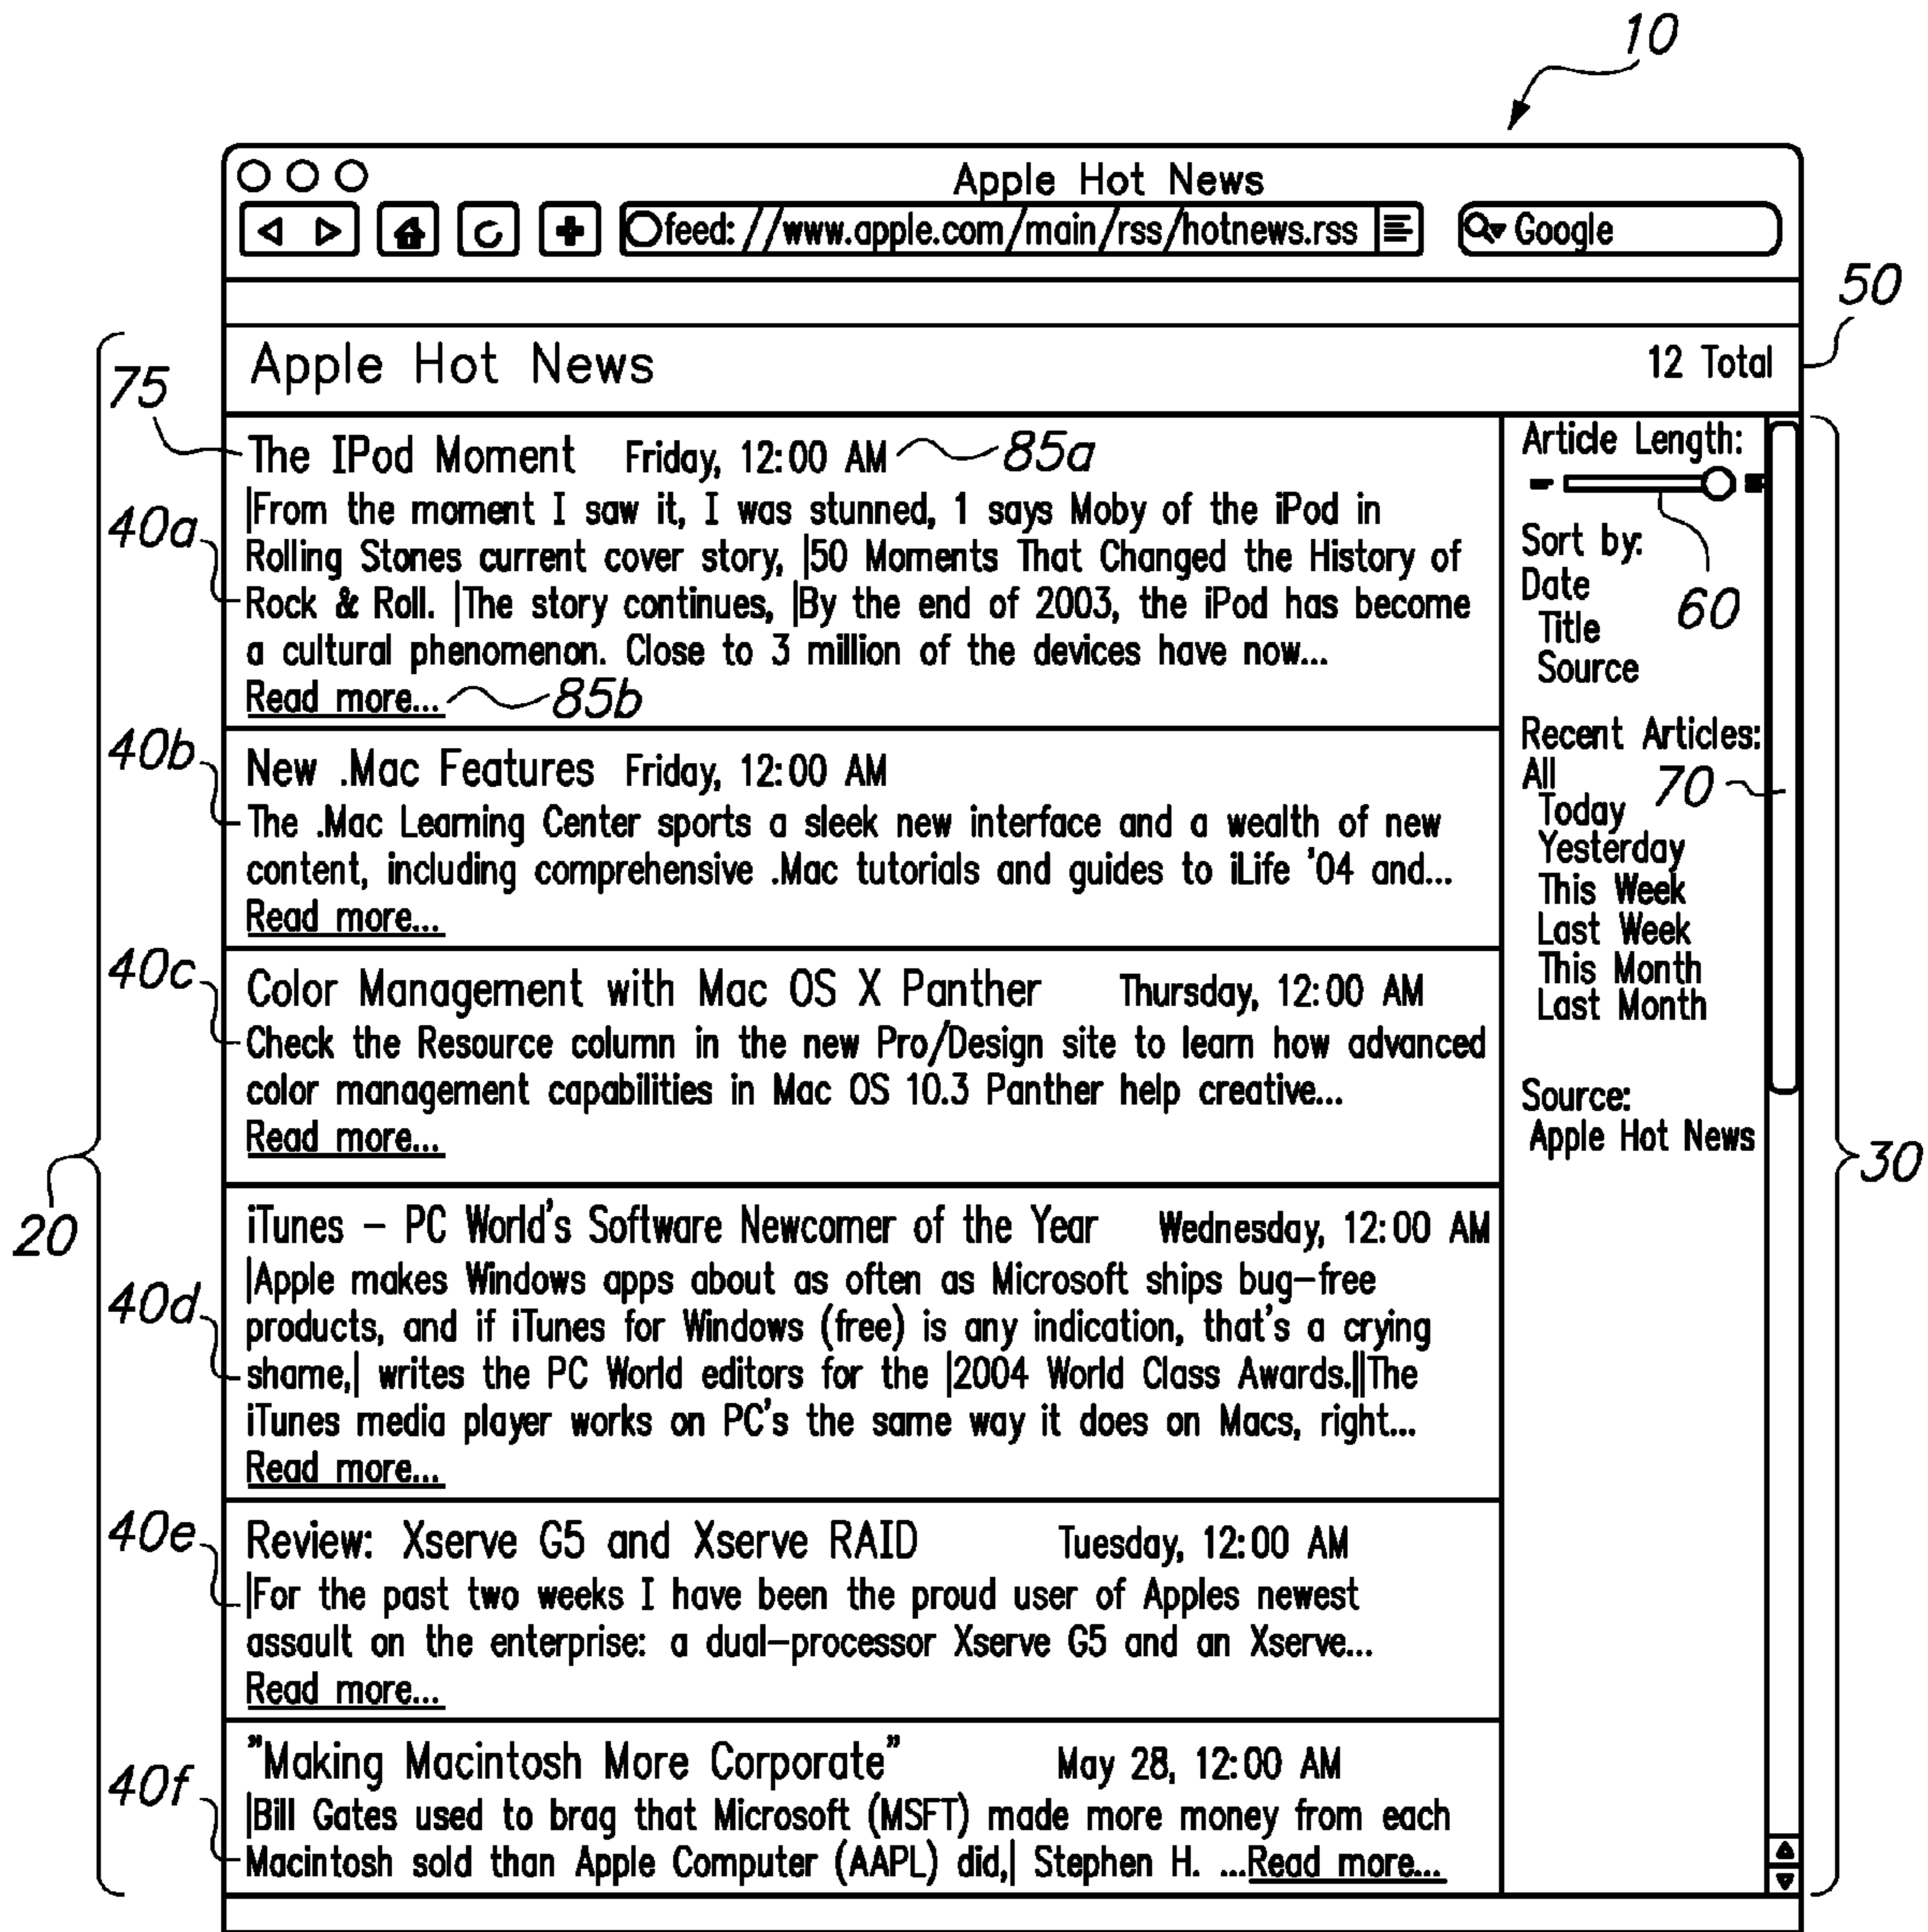 10
Apple Hot News
feed: //www.apple.com/main/rss/hotnews.rss
Google
50
Apple Hot News
12 Total
75
The IPod Moment Friday, 12:00 AM 85a
|From the moment I saw it, I was stunned, 1 says Moby of the iPod in
40a
Rolling Stones current cover story, |50 Moments That Changed the History of
Rock & Roll. |The story continues, |By the end of 2003, the iPod has become
a cultural phenomenon. Close to 3 million of the devices have now...
Read more... 85b
40b
New .Mac Features Friday, 12:00 AM
The .Mac Learning Center sports a sleek new interface and a wealth of new
content, including comprehensive .Mac tutorials and guides to iLife '04 and...
Read more...
40c
Color Management with Mac OS X Panther Thursday, 12:00 AM
Check the Resource column in the new Pro/Design site to learn how advanced
color management capabilities in Mac OS 10.3 Panther help creative...
Read more...
20
iTunes – PC World's Software Newcomer of the Year Wednesday, 12:00 AM
|Apple makes Windows apps about as often as Microsoft ships bug-free
40d
products, and if iTunes for Windows (free) is any indication, that's a crying
shame,| writes the PC World editors for the |2004 World Class Awards.||The
iTunes media player works on PC's the same way it does on Macs, right...
Read more...
40e
Review: Xserve G5 and Xserve RAID Tuesday, 12:00 AM
|For the past two weeks I have been the proud user of Apples newest
assault on the enterprise: a dual-processor Xserve G5 and an Xserve...
Read more...
"Making Macintosh More Corporate" May 28, 12:00 AM
40f
|Bill Gates used to brag that Microsoft (MSFT) made more money from each
Macintosh sold than Apple Computer (AAPL) did,| Stephen H. ...Read more...
Article Length:
Sort by:
Date
60
Title
Source
Recent Articles:
All
70
Today
Yesterday
This Week
Last Week
This Month
Last Month
Source:
Apple Hot News
30